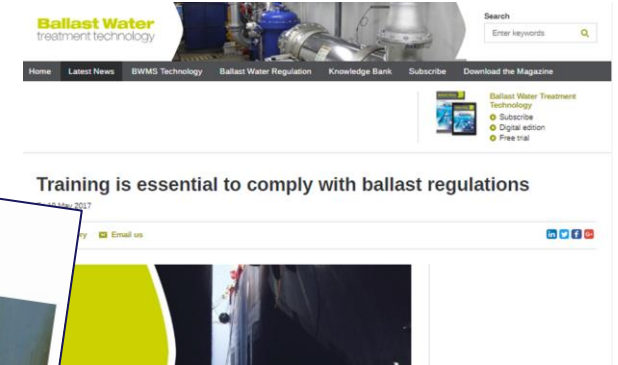 Ballast Water
treatment technology
Search
Enter keywords
Home Latest News BWMS Technology Ballast Water Regulation Knowledge Bank Subscribe Download the Magazine
Ballast Water Treatment
Technology
Subscribe
Digital edition
Free trial
Training is essential to comply with ballast regulations
May 2017
Email us
in f G+